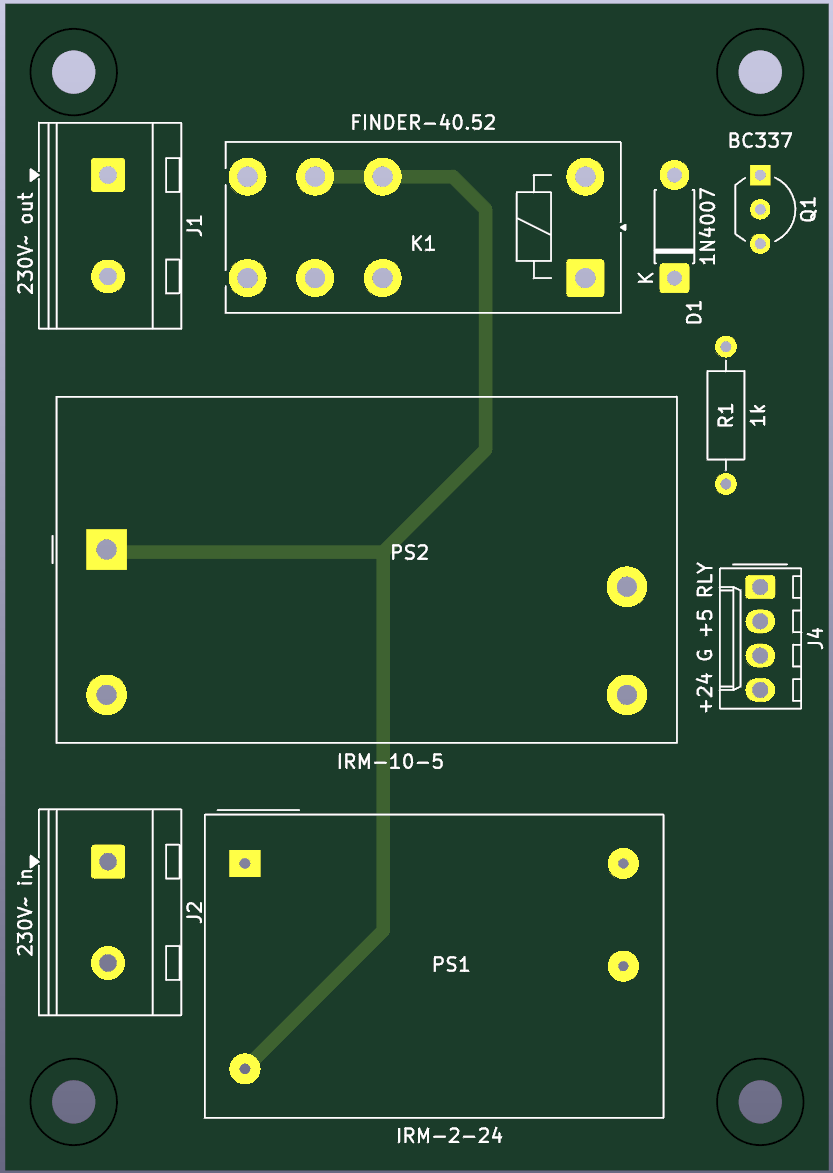 FINDER-40.52
BC337
230V~ out
J1
K1
K
1N4007
Q1
D1
R1
1k
PS2
+24 G +5 RLY
J4
IRM-10-5
230V~ in
J2
PS1
IRM-2-24